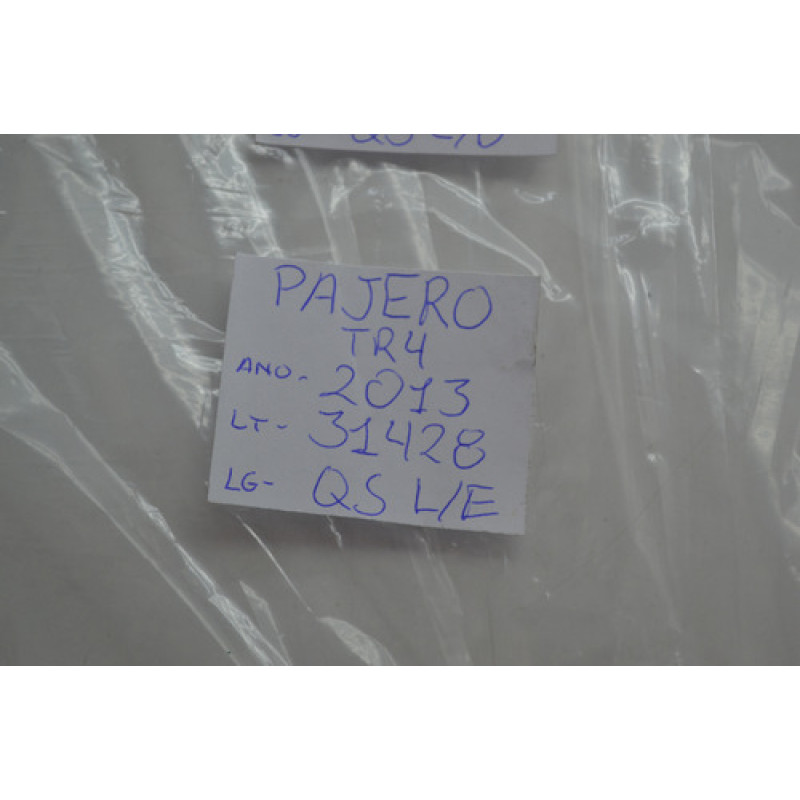 PAJERO
TR4
ANO- 2013
LT- 31428
LG- QS L/E